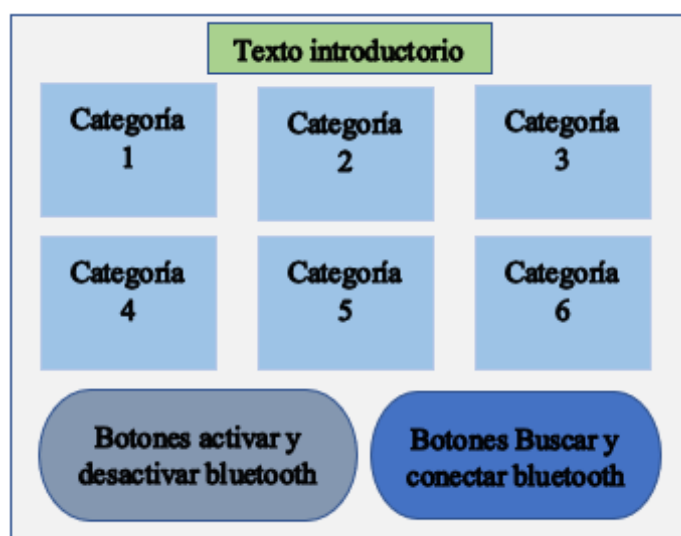 Texto introductorio
Categoría
1
Categoría
2
Categoría
3
Categoría
4
Categoría
5
Categoría
6
Botones activar y
desactivar bluetooth
Botones Buscar y
conectar bluetooth